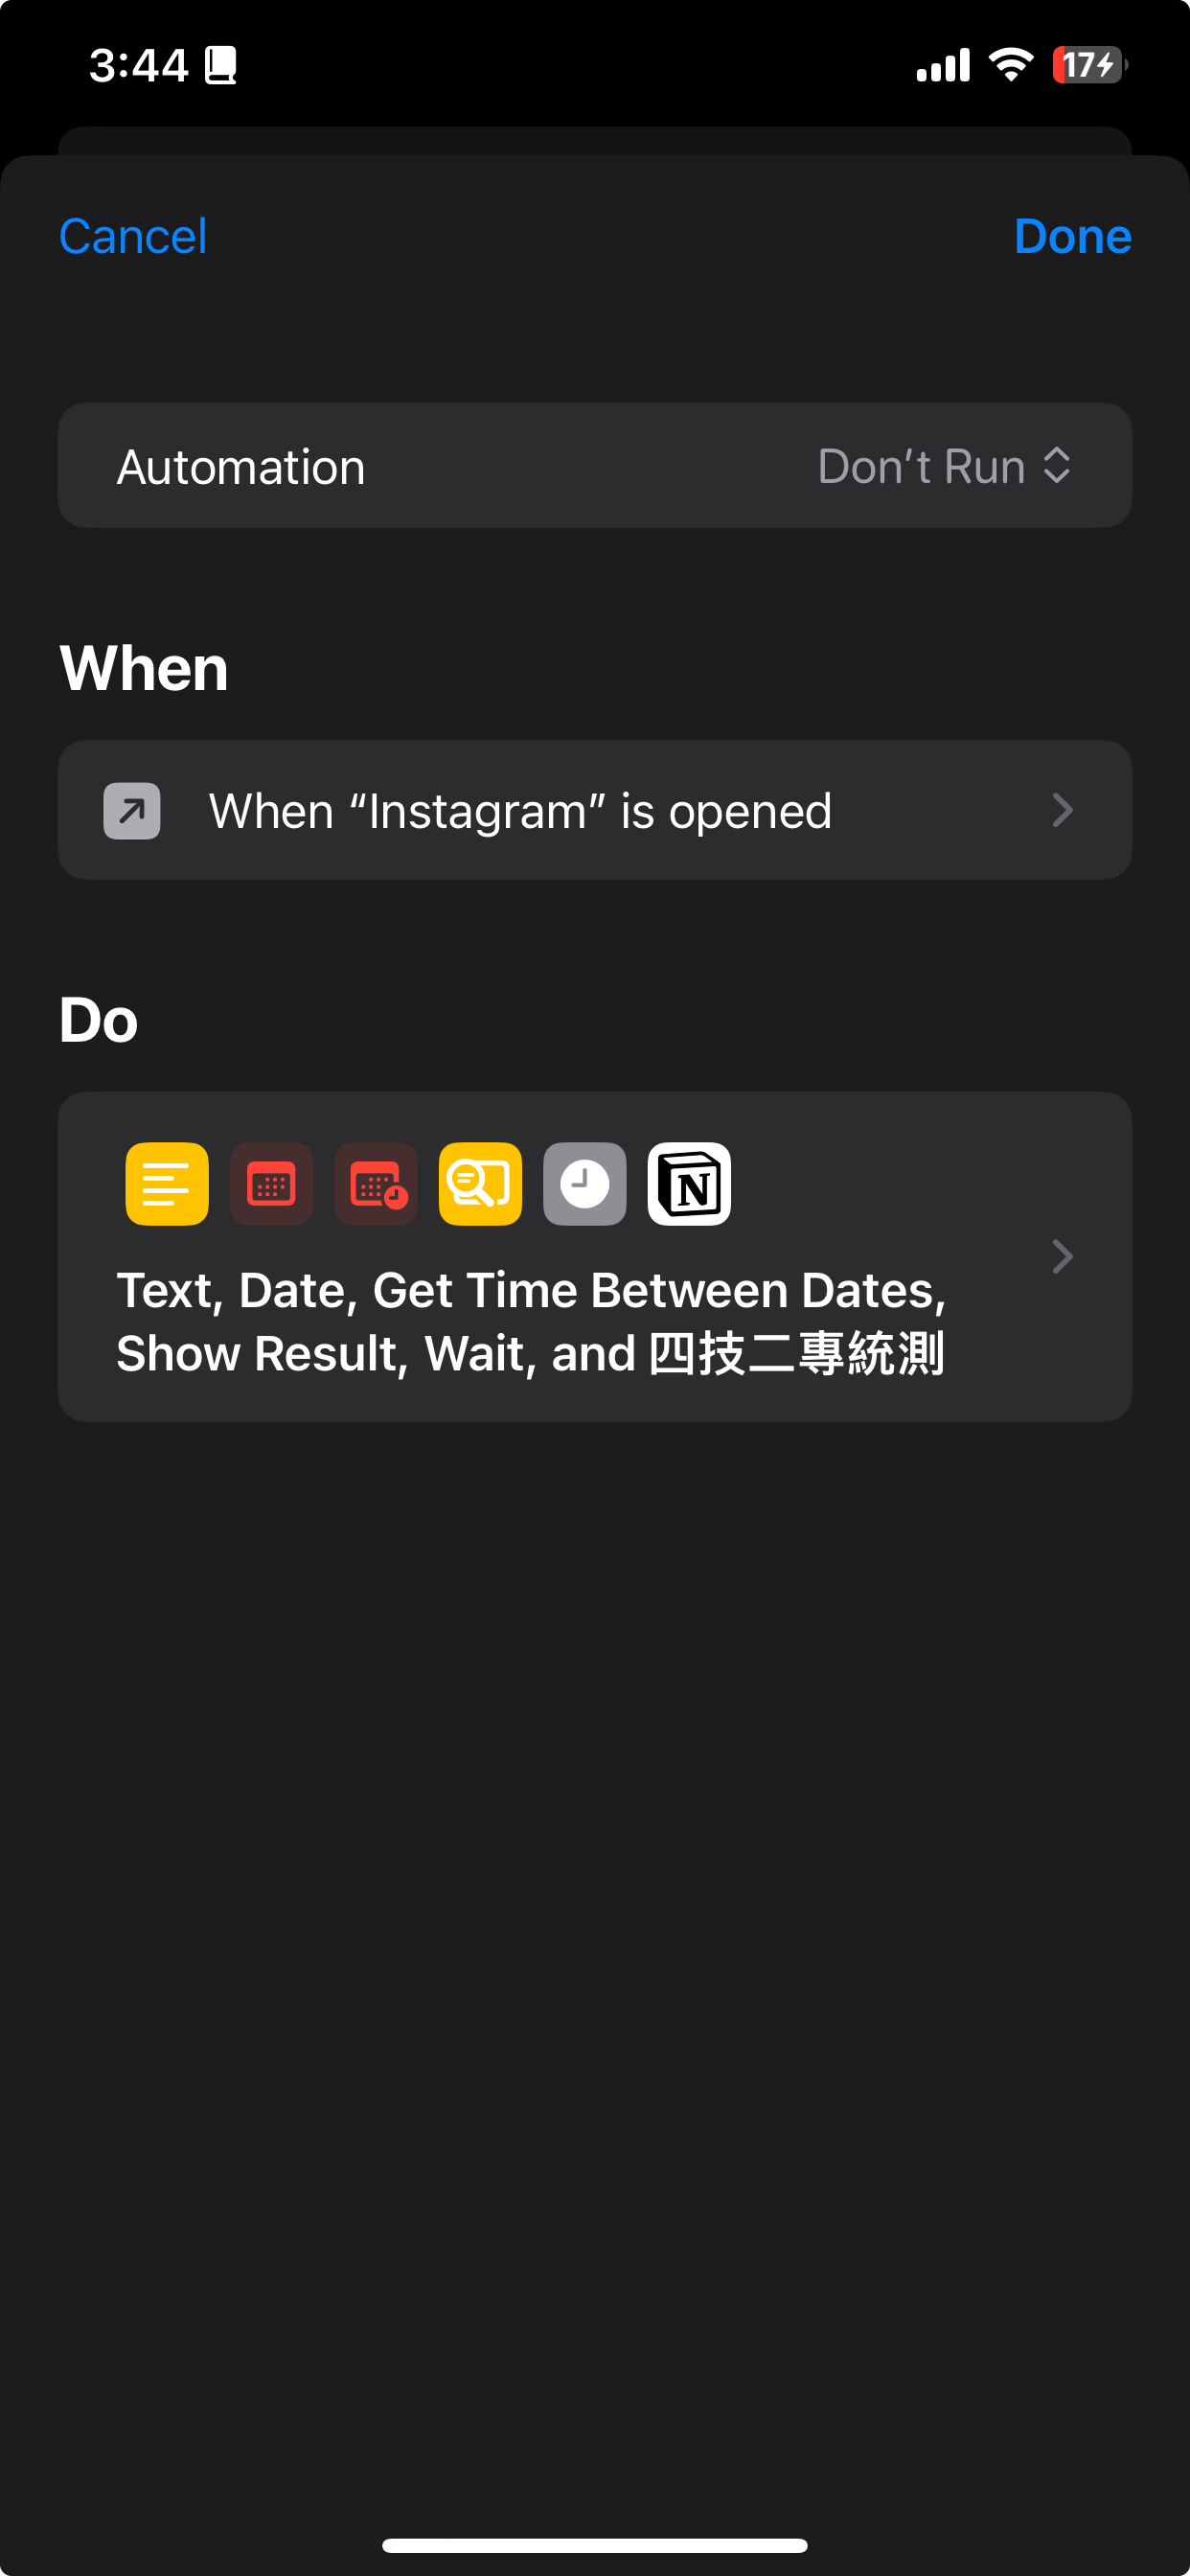 3:44
17
Cancel
Done
Automation
Don't Run
When
When “Instagram” is opened
Do
N
Text, Date, Get Time Between Dates,
Show Result, Wait, and 四技二專統測